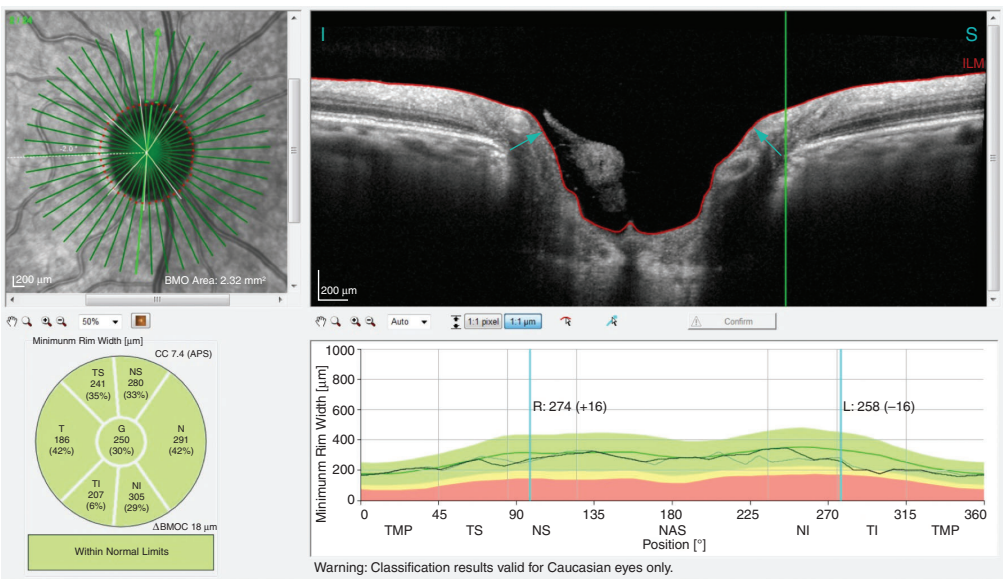 I
S
ILM
-2.0°
200 µm
BMO Area: 2.32 mm²
200 µm
50%
Auto
1:1 pixel
1:1 µm
Confirm
Minimunm Rim Width [µm]
CC 7.4 (APS)
TS
241
(35%)
NS
280
(33%)
T
186
(42%)
G
250
(30%)
N
291
(42%)
TI
207
(6%)
NI
305
(29%)
ΔBMOC 18 µm
Within Normal Limits
Minimunm Rim Width [µm]
1000
800
600
400
200
0
R: 274 (+16)
L: 258 (–16)
0 45 90 135 180 225 270 315 360
TMP TS NS NAS NI TI TMP
Position [°]
Warning: Classification results valid for Caucasian eyes only.